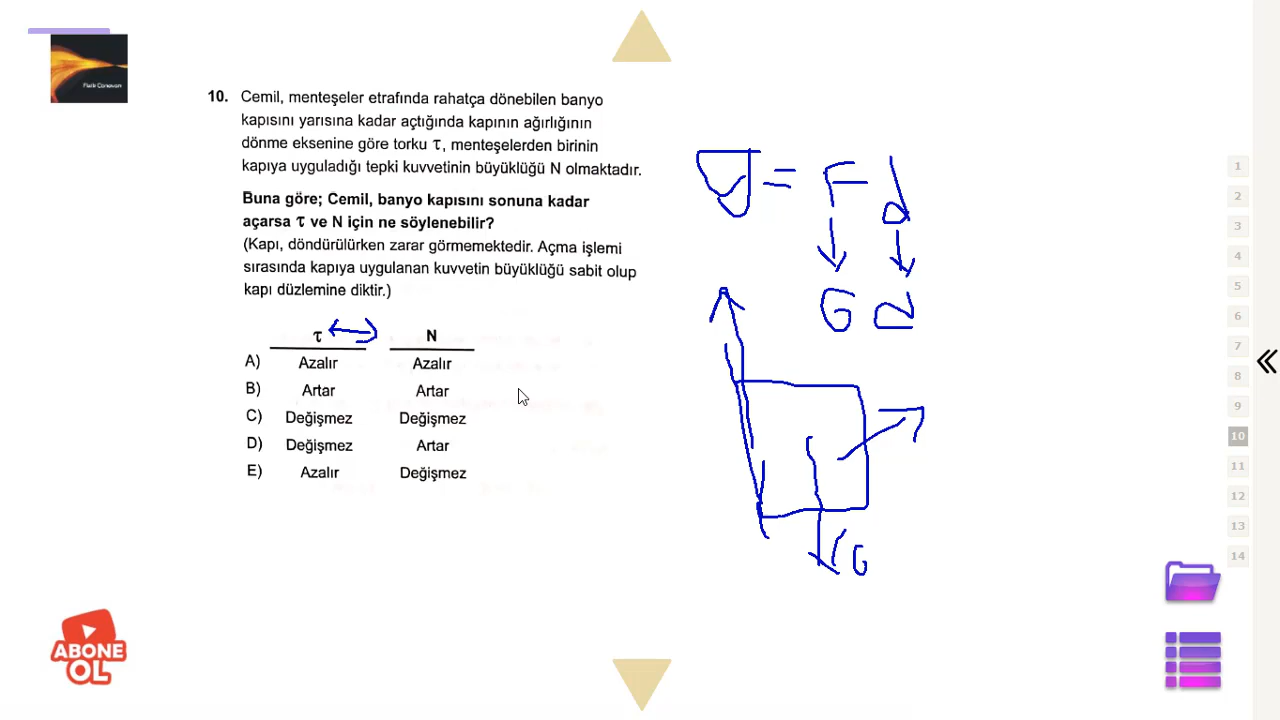 10. Cemil, menteşeler etrafında rahatça dönebilen banyo
kapısını yarısına kadar açtığında kapının ağırlığının
dönme eksenine göre torku τ, menteşelerden birinin
kapıya uyguladığı tepki kuvvetinin büyüklüğü N olmaktadır.
Buna göre; Cemil, banyo kapısını sonuna kadar
açarsa τ ve N için ne söylenebilir?
(Kapı, döndürülürken zarar görmemektedir. Açma işlemi
sırasında kapıya uygulanan kuvvetin büyüklüğü sabit olup
kapı düzlemine diktir.)
τ N
A) Azalır Azalır
B) Artar Artar
C) Değişmez Değişmez
D) Değişmez Artar
E) Azalır Değişmez
= F d
G d
G
ABONE
OL
1
2
3
4
5
6
7
8
9
10
11
12
13
14